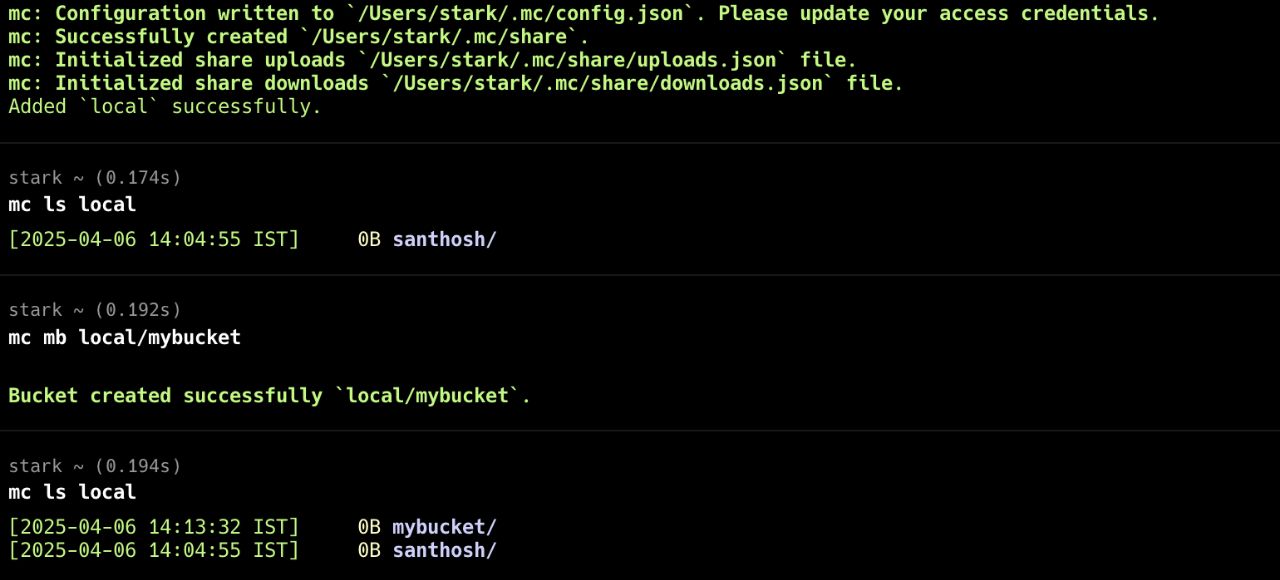 mc: Configuration written to `/Users/stark/.mc/config.json`. Please update your access credentials.
mc: Successfully created `/Users/stark/.mc/share`.
mc: Initialized share uploads `/Users/stark/.mc/share/uploads.json` file.
mc: Initialized share downloads `/Users/stark/.mc/share/downloads.json` file.
Added `local` successfully.
stark ~ (0.174s)
mc ls local
[2025-04-06 14:04:55 IST]     0B santhosh/
stark ~ (0.192s)
mc mb local/mybucket
Bucket created successfully `local/mybucket`.
stark ~ (0.194s)
mc ls local
[2025-04-06 14:13:32 IST]     0B mybucket/
[2025-04-06 14:04:55 IST]     0B santhosh/